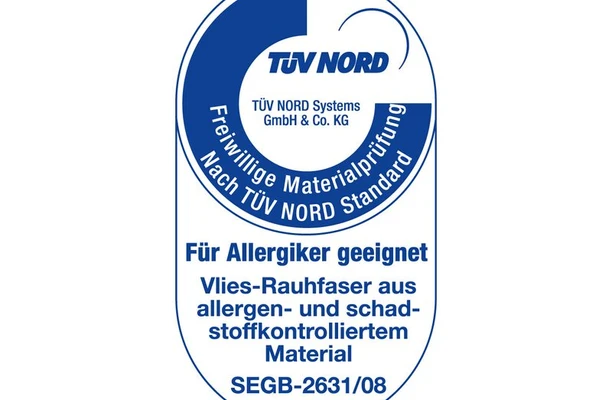 TÜV NORD
TÜV NORD Systems
GmbH & Co. KG
Freiwillige Materialprüfung
Nach TÜV NORD Standard
Für Allergiker geeignet
Vlies-Rauhfaser aus
allergen- und schad-
stoffkontrolliertem
Material
SEGB-2631/08